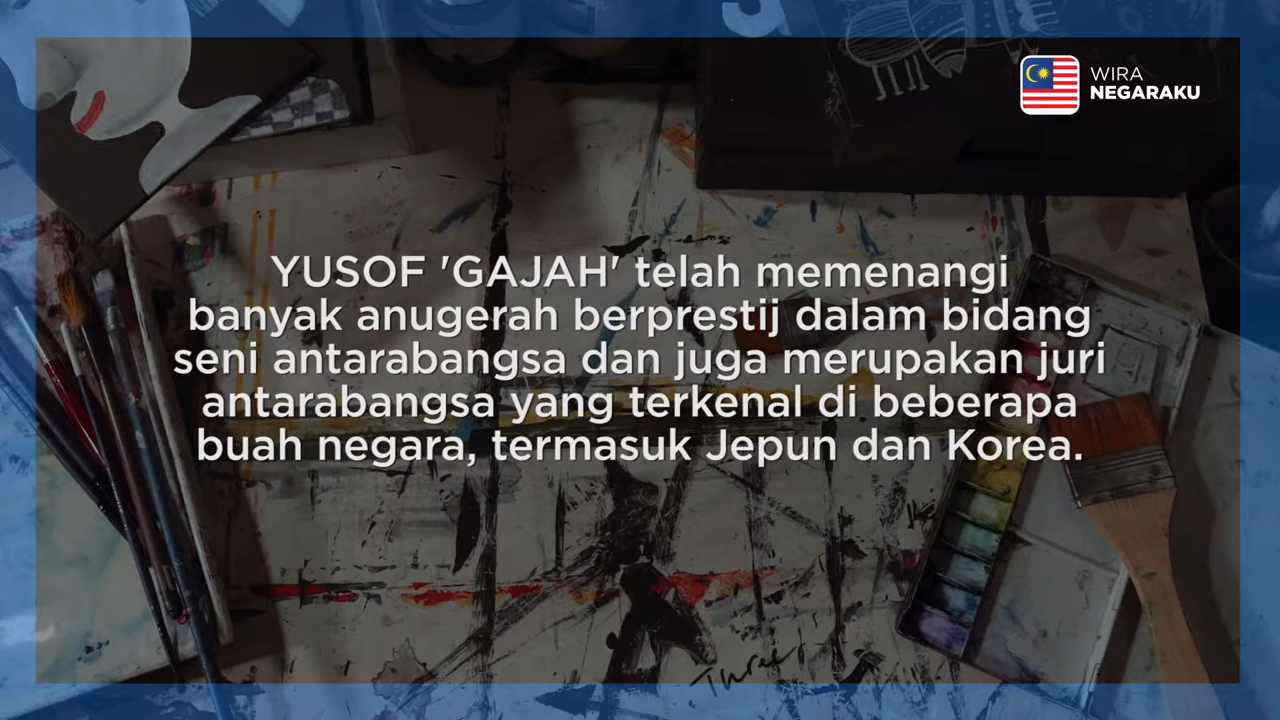 WIRA
NEGARAKU
YUSOF 'GAJAH' telah memenangi
banyak anugerah berprestij dalam bidang
seni antarabangsa dan juga merupakan juri
antarabangsa yang terkenal di beberapa
buah negara, termasuk Jepun dan Korea.